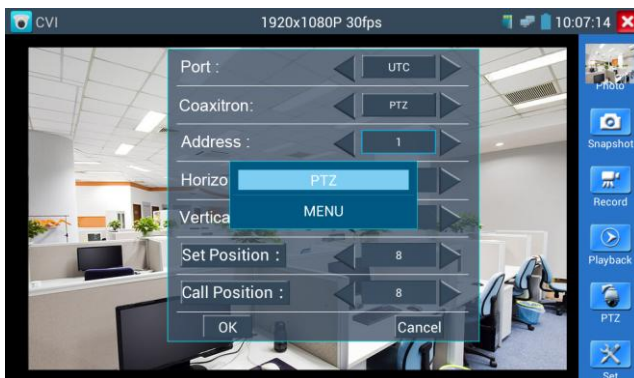 CVI 1920x1080P 30fps 10:07:14
Port : UTC
Coaxitron: PTZ
Address : 1
Horizo
PTZ
Vertica
MENU
Set Position : 8
Call Position : 8
OK Cancel
Photo
Snapshot
Record
Playback
PTZ
Set